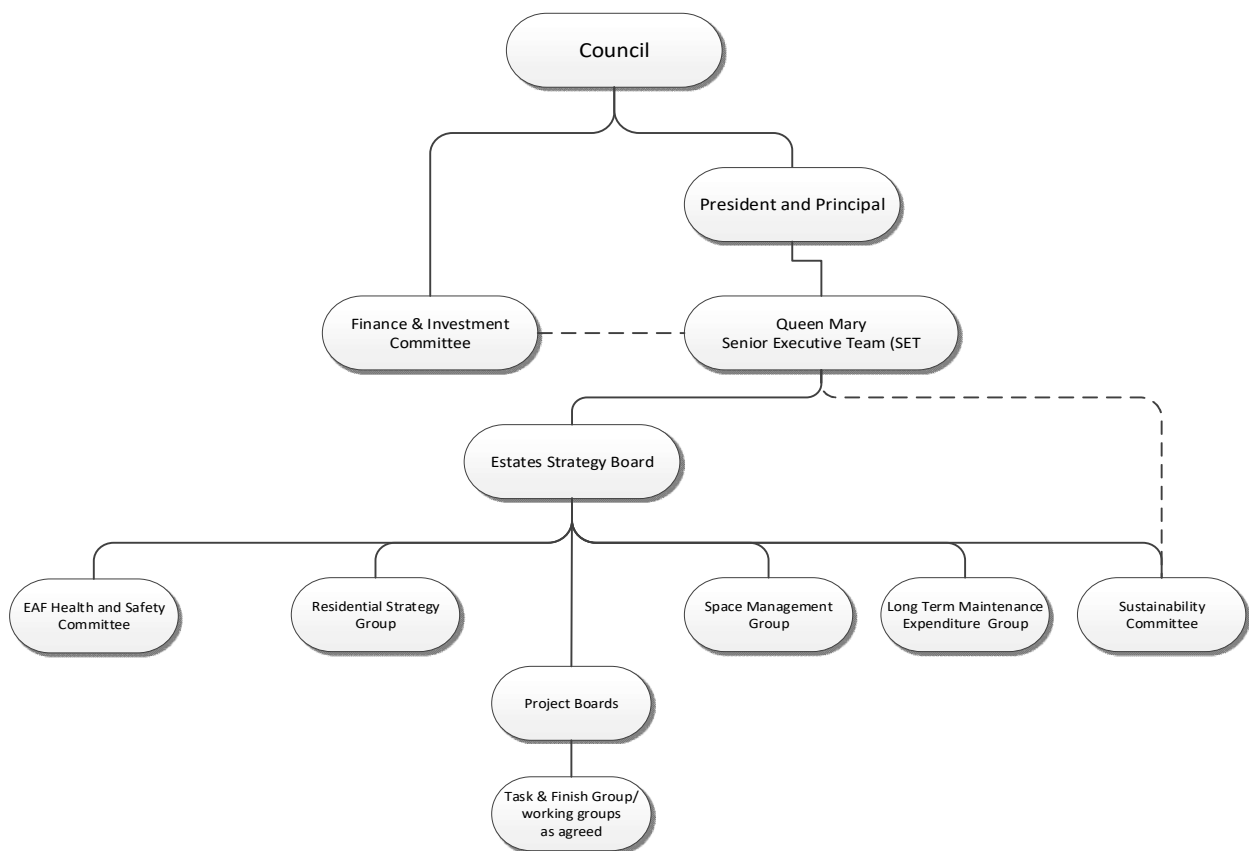 Council
President and Principal
Finance & Investment
Committee
Queen Mary
Senior Executive Team (SET
Estates Strategy Board
EAF Health and Safety
Committee
Residential Strategy
Group
Space Management
Group
Long Term Maintenance
Expenditure Group
Sustainability
Committee
Project Boards
Task & Finish Group/
working groups
as agreed